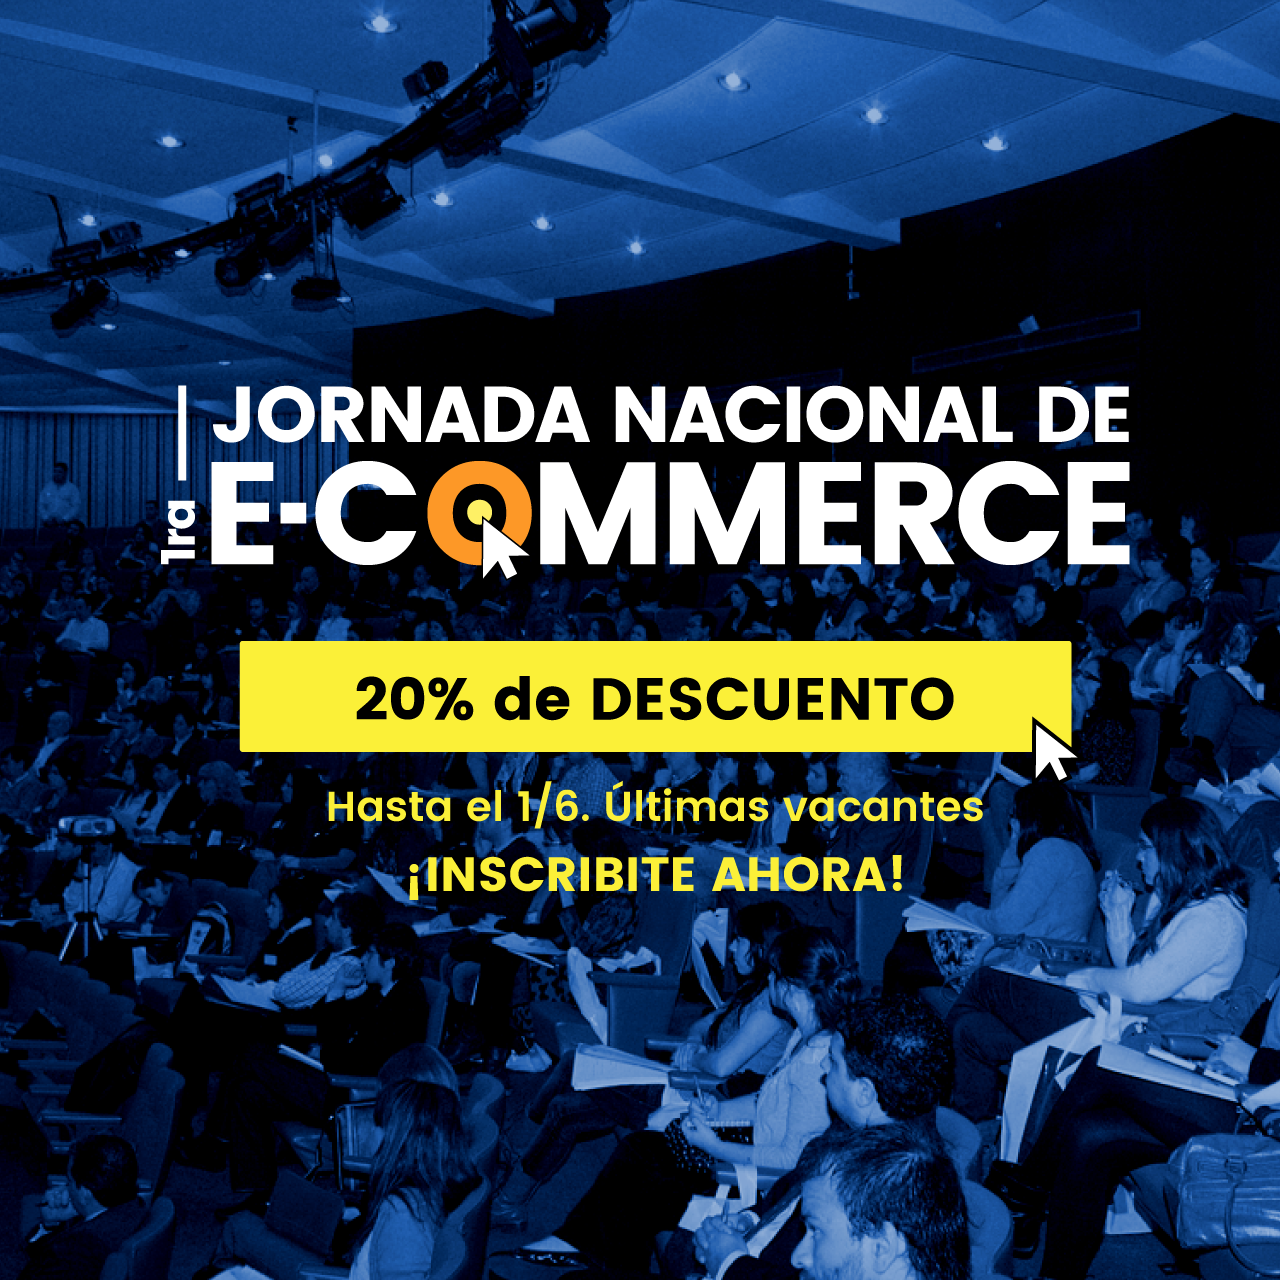 1ra
JORNADA NACIONAL DE
E-COMMERCE
20% de DESCUENTO
Hasta el 1/6. Últimas vacantes
¡INSCRIBITE AHORA!